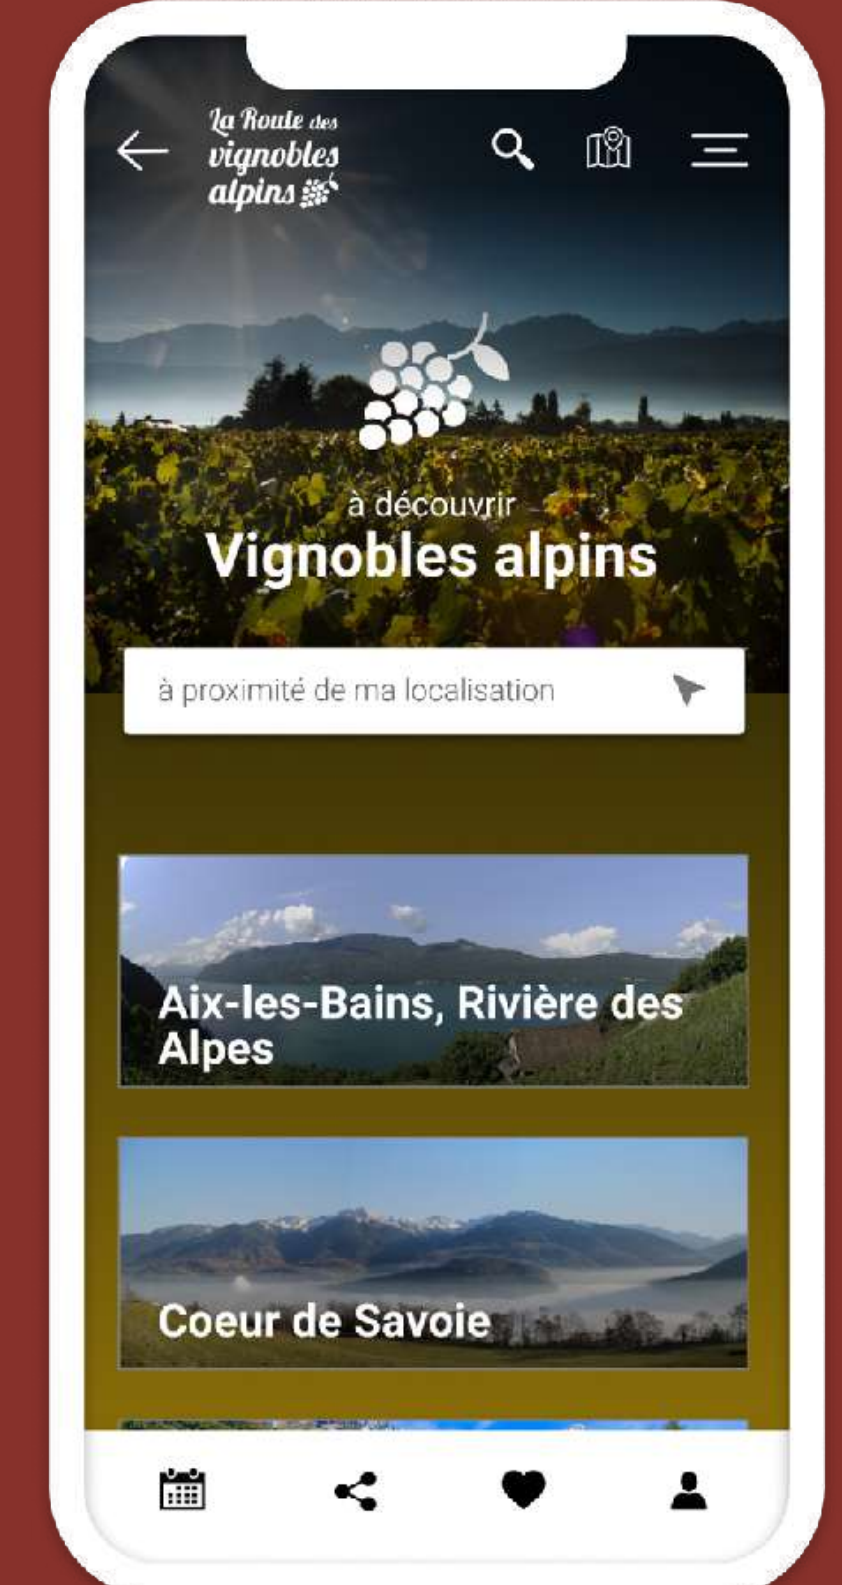 La Route des
vignobles
alpins
à découvrir
Vignobles alpins
à proximité de ma localisation
Aix-les-Bains, Rivière des
Alpes
Coeur de Savoie